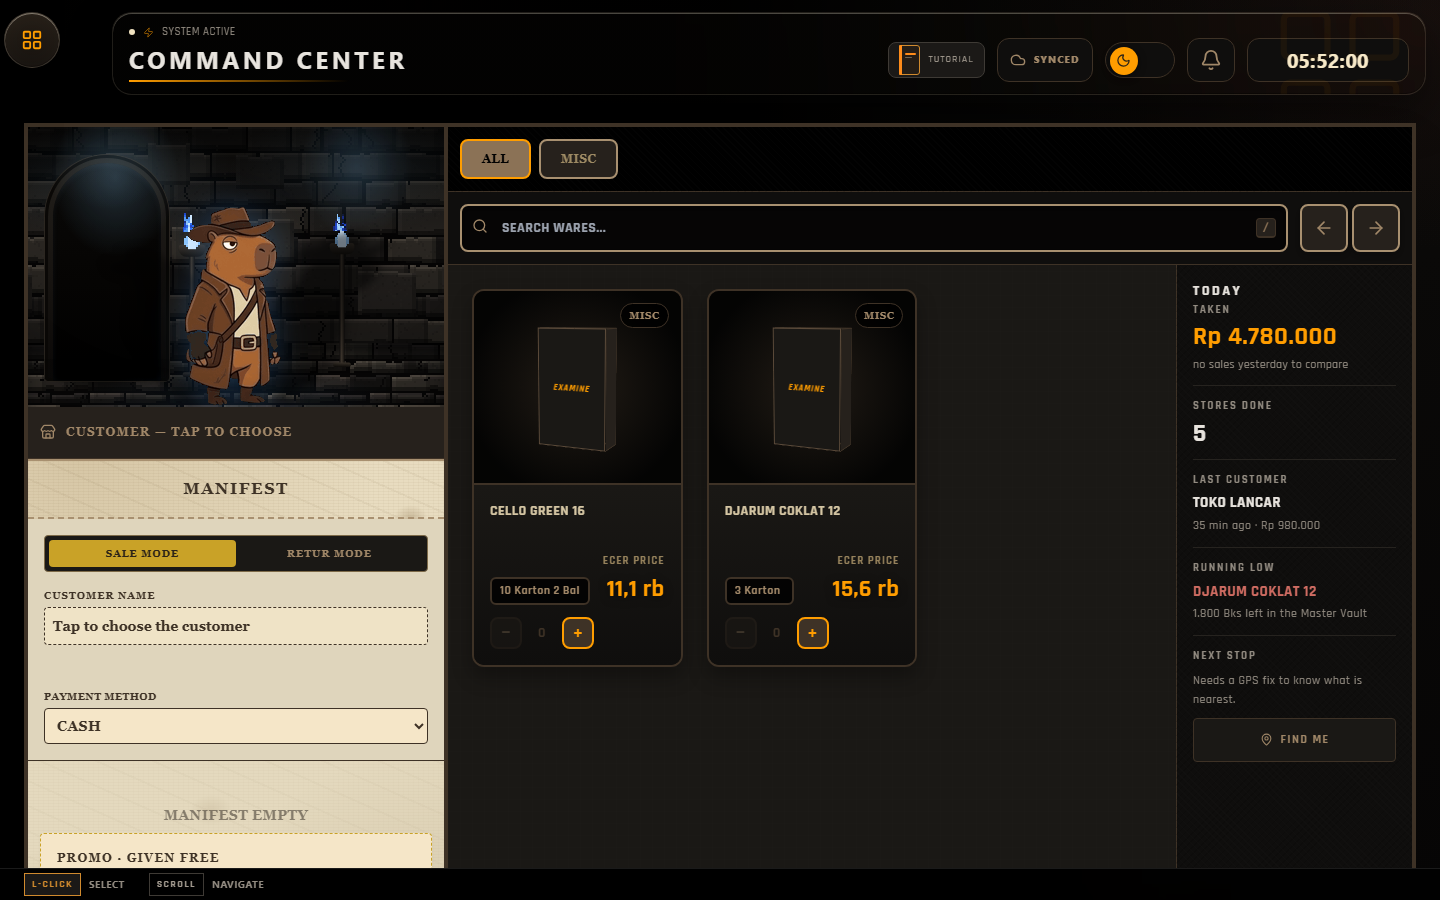 SYSTEM ACTIVE
COMMAND CENTER
TUTORIAL
SYNCED
05:52:00
ALL
MISC
SEARCH WARES...
/
CUSTOMER — TAP TO CHOOSE
MANIFEST
SALE MODE
RETUR MODE
CUSTOMER NAME
Tap to choose the customer
PAYMENT METHOD
CASH
MANIFEST EMPTY
PROMO · GIVEN FREE
MISC
EXAMINE
CELLO GREEN 16
ECER PRICE
10 Karton 2 Bal
11,1 rb
−
0
+
MISC
EXAMINE
DJARUM COKLAT 12
ECER PRICE
3 Karton
15,6 rb
−
0
+
TODAY
TAKEN
Rp 4.780.000
no sales yesterday to compare
STORES DONE
5
LAST CUSTOMER
TOKO LANCAR
35 min ago · Rp 980.000
RUNNING LOW
DJARUM COKLAT 12
1.800 Bks left in the Master Vault
NEXT STOP
Needs a GPS fix to know what is
nearest.
FIND ME
L-CLICK
SELECT
SCROLL
NAVIGATE